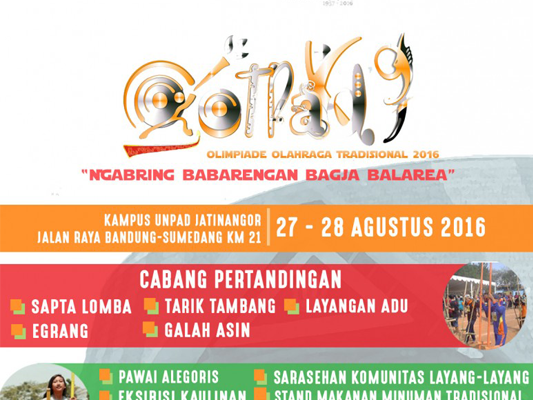 1957 - 2016
OLIMPIADE OLAHRAGA TRADISIONAL 2016
"NGABRING BABARENGAN BAGJA BALAREA"
KAMPUS UNPAD JATINANGOR
JALAN RAYA BANDUNG-SUMEDANG KM 21
27 - 28 AGUSTUS 2016
CABANG PERTANDINGAN
SAPTA LOMBA TARIK TAMBANG LAYANGAN ADU
EGRANG GALAH ASIN
PAWAI ALEGORIS SARASEHAN KOMUNITAS LAYANG-LAYANG
EKSIBISI KAULINAN STAND MAKANAN MINUMAN TRADISIONAL